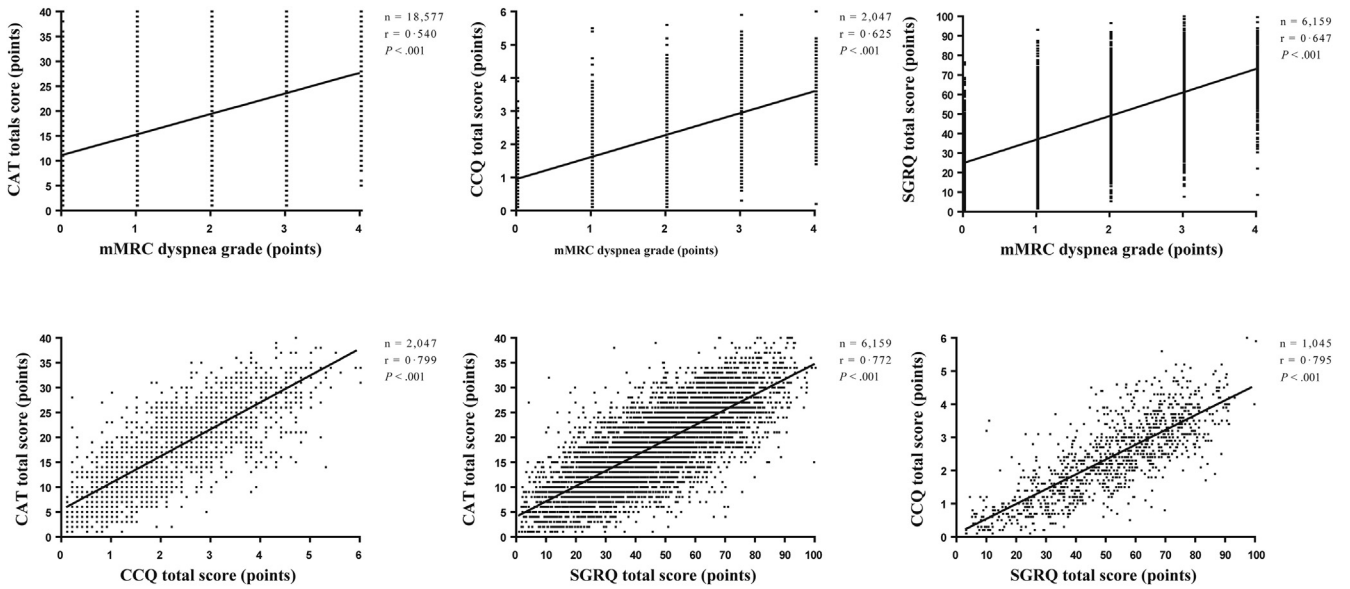 CAT totals core (points)
40
35
30
25
20
15
10
5
0
0 1 2 3 4
mMRC dyspnea grade (points)
n = 18,577
r = 0·540
P < .001
CCQ total score (points)
6
5
4
3
2
1
0
0 1 2 3 4
mMRC dyspnea grade (points)
n = 2,047
r = 0·625
P < .001
SGRQ total score (points)
100
90
80
70
60
50
40
30
20
10
0
0 1 2 3 4
mMRC dyspnea grade (points)
n = 6,159
r = 0·647
P < .001
CAT total score (points)
40
35
30
25
20
15
10
5
0
0 1 2 3 4 5 6
CCQ total score (points)
n = 2,047
r = 0·799
P < .001
CAT total score (points)
40
35
30
25
20
15
10
5
0
0 10 20 30 40 50 60 70 80 90 100
SGRQ total score (points)
n = 6,159
r = 0·772
P < .001
CCQ total score (points)
6
5
4
3
2
1
0
0 10 20 30 40 50 60 70 80 90 100
SGRQ total score (points)
n = 1,045
r = 0·795
P < .001